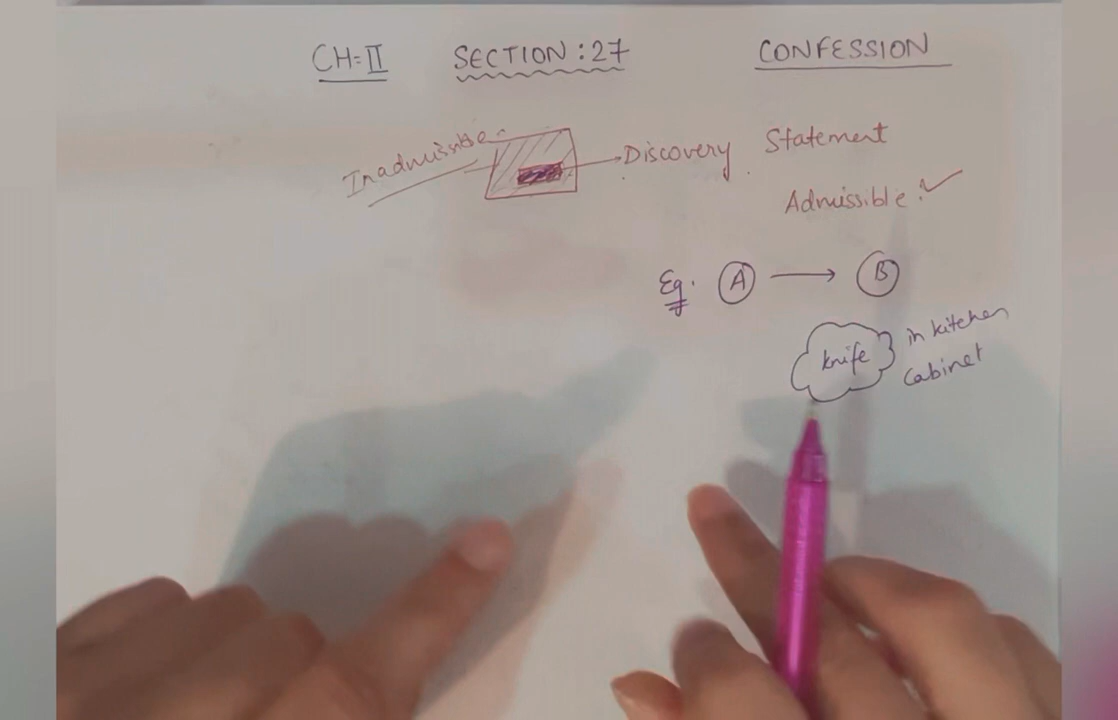 CH-II SECTION : 27 CONFESSION
Inadmissible
Discovery Statement
Admissible ✓
Eg. A → B
knife in kitchen
cabinet